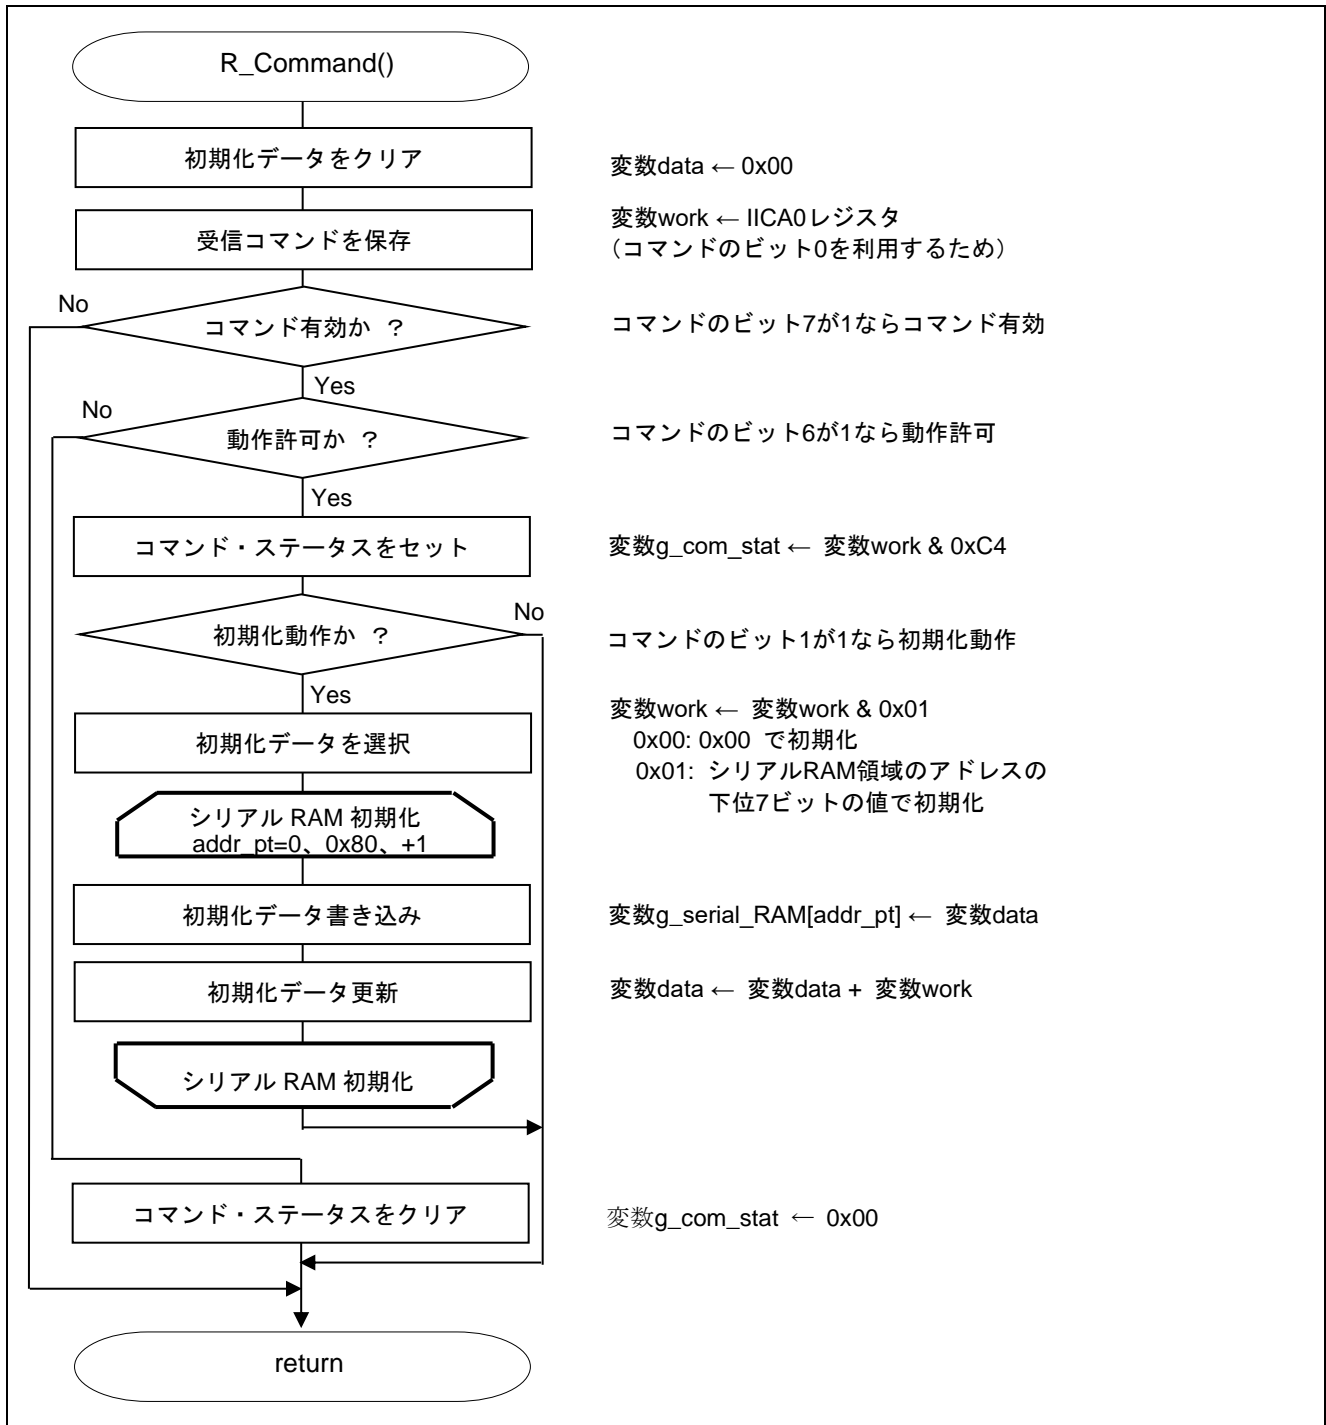 R_Command()
初期化データをクリア
変数data ← 0x00
受信コマンドを保存
変数work ← IICA0レジスタ
（コマンドのビット0を利用するため）
No
コマンド有効か ？
コマンドのビット7が1ならコマンド有効
Yes
No
動作許可か ？
コマンドのビット6が1なら動作許可
Yes
コマンド・ステータスをセット
変数g_com_stat ← 変数work & 0xC4
No
初期化動作か ？
コマンドのビット1が1なら初期化動作
Yes
初期化データを選択
変数work ← 変数work & 0x01
0x00: 0x00 で初期化
0x01: シリアルRAM領域のアドレスの
下位7ビットの値で初期化
シリアル RAM 初期化
addr_pt=0、0x80、+1
初期化データ書き込み
変数g_serial_RAM[addr_pt] ← 変数data
初期化データ更新
変数data ← 変数data + 変数work
シリアル RAM 初期化
コマンド・ステータスをクリア
変数g_com_stat ← 0x00
return